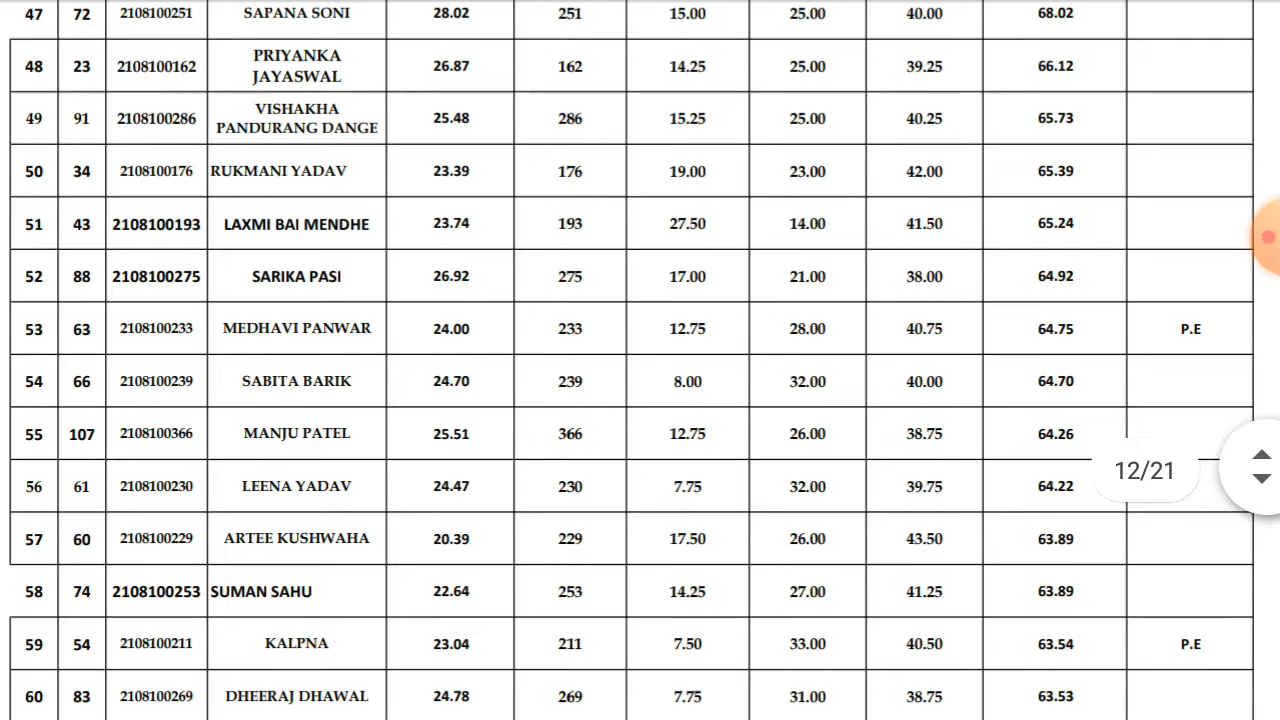 47 72 2108100251 SAPANA SONI 28.02 251 15.00 25.00 40.00 68.02
48 23 2108100162 PRIYANKA JAYASWAL 26.87 162 14.25 25.00 39.25 66.12
49 91 2108100286 VISHAKHA PANDURANG DANGE 25.48 286 15.25 25.00 40.25 65.73
50 34 2108100176 RUKMANI YADAV 23.39 176 19.00 23.00 42.00 65.39
51 43 2108100193 LAXMI BAI MENDHE 23.74 193 27.50 14.00 41.50 65.24
52 88 2108100275 SARIKA PASI 26.92 275 17.00 21.00 38.00 64.92
53 63 2108100233 MEDHAVI PANWAR 24.00 233 12.75 28.00 40.75 64.75 P.E
54 66 2108100239 SABITA BARIK 24.70 239 8.00 32.00 40.00 64.70
55 107 2108100366 MANJU PATEL 25.51 366 12.75 26.00 38.75 64.26
12/21
56 61 2108100230 LEENA YADAV 24.47 230 7.75 32.00 39.75 64.22
57 60 2108100229 ARTEE KUSHWAHA 20.39 229 17.50 26.00 43.50 63.89
58 74 2108100253 SUMAN SAHU 22.64 253 14.25 27.00 41.25 63.89
59 54 2108100211 KALPNA 23.04 211 7.50 33.00 40.50 63.54 P.E
60 83 2108100269 DHEERAJ DHAWAL 24.78 269 7.75 31.00 38.75 63.53